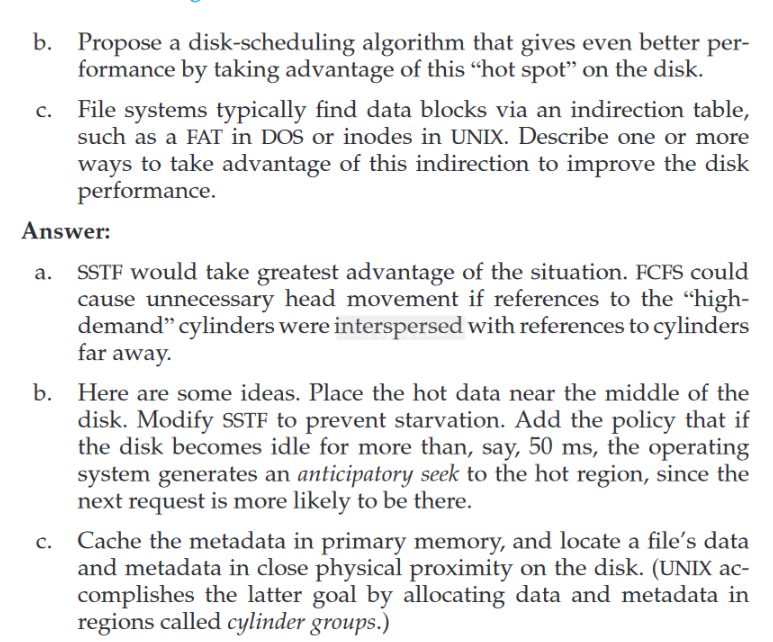 b. Propose a disk-scheduling algorithm that gives even better per-
formance by taking advantage of this “hot spot” on the disk.
c. File systems typically find data blocks via an indirection table,
such as a FAT in DOS or inodes in UNIX. Describe one or more
ways to take advantage of this indirection to improve the disk
performance.
Answer:
a. SSTF would take greatest advantage of the situation. FCFS could
cause unnecessary head movement if references to the “high-
demand” cylinders were interspersed with references to cylinders
far away.
b. Here are some ideas. Place the hot data near the middle of the
disk. Modify SSTF to prevent starvation. Add the policy that if
the disk becomes idle for more than, say, 50 ms, the operating
system generates an anticipatory seek to the hot region, since the
next request is more likely to be there.
c. Cache the metadata in primary memory, and locate a file’s data
and metadata in close physical proximity on the disk. (UNIX ac-
complishes the latter goal by allocating data and metadata in
regions called cylinder groups.)